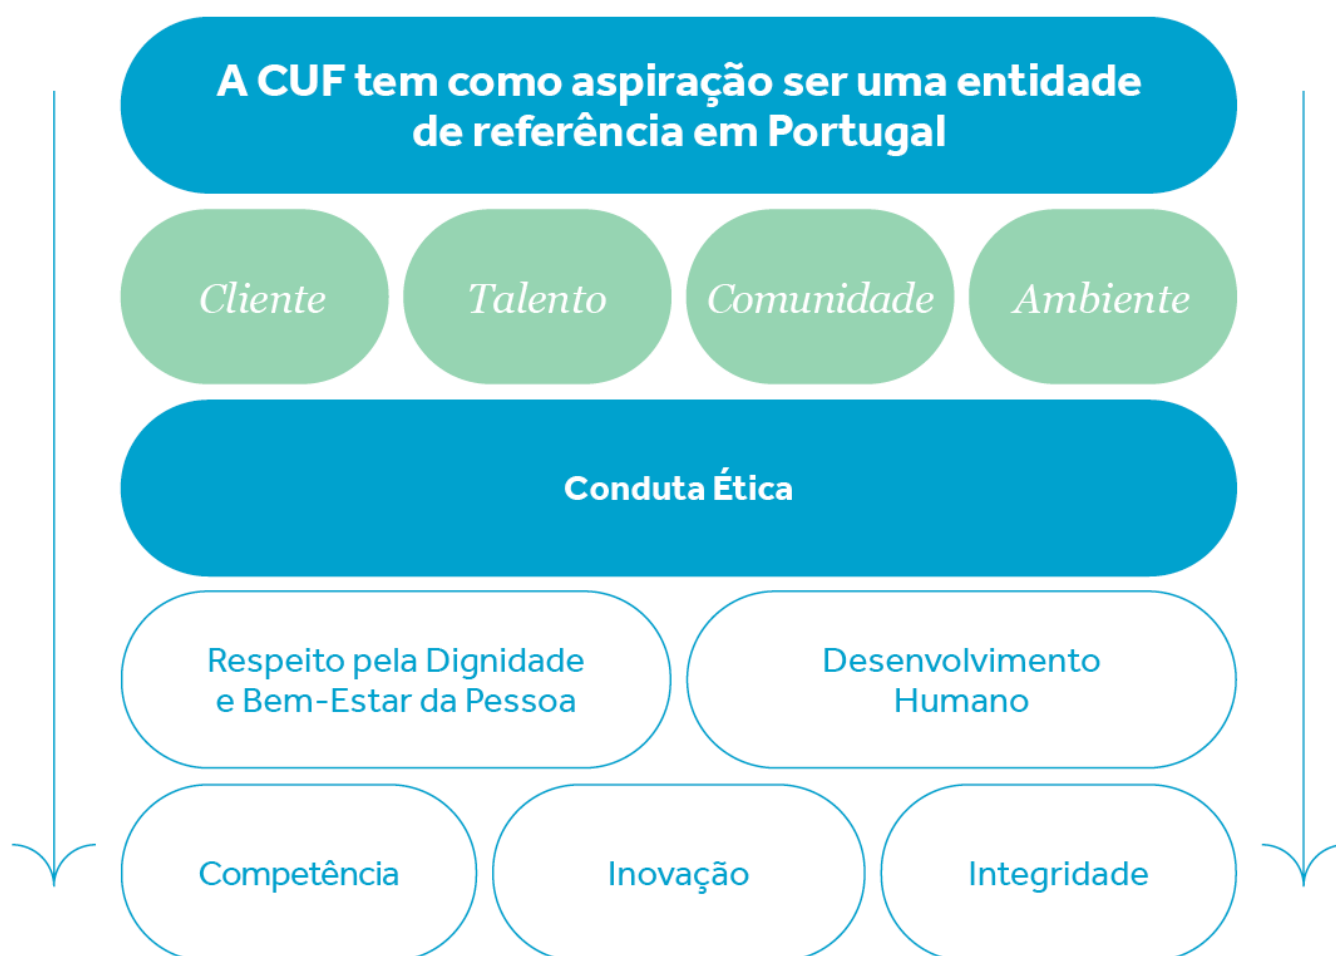 A CUF tem como aspiração ser uma entidade
de referência em Portugal
Cliente
Talento
Comunidade
Ambiente
Conduta Ética
Respeito pela Dignidade
e Bem-Estar da Pessoa
Desenvolvimento
Humano
Competência
Inovação
Integridade